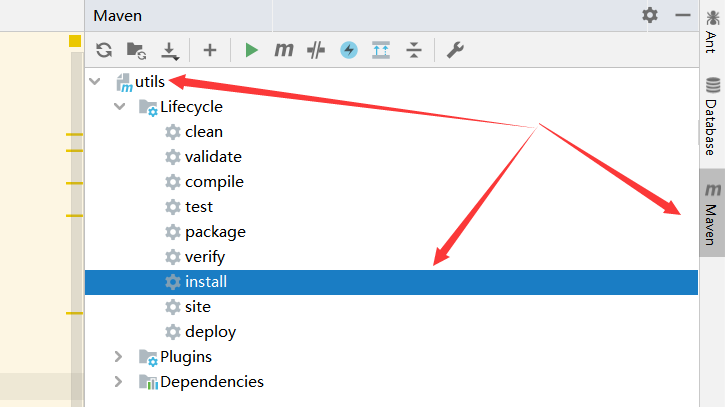 Maven
utils
Lifecycle
clean
validate
compile
test
package
verify
install
site
deploy
Plugins
Dependencies
Ant
Database
m Maven